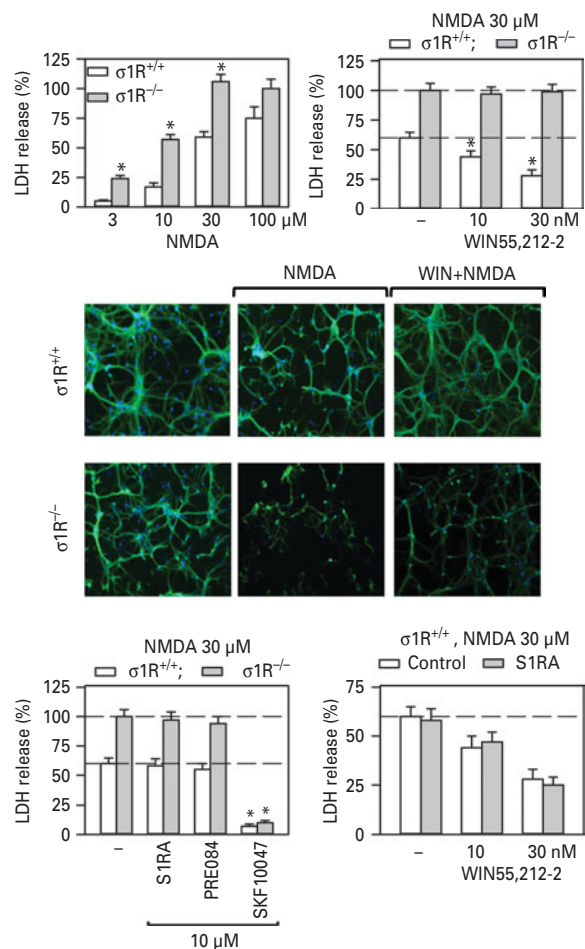 LDH release (%)
125
100
75
50
25
0
σ1R+/+
σ1R−/−
*
*
*
3 10 30 100 μM
NMDA
NMDA 30 μM
σ1R+/+; σ1R−/−
LDH release (%)
125
100
75
50
25
0
*
*
– 10 30 nM
WIN55,212-2
NMDA WIN+NMDA
σ1R+/+
σ1R−/−
NMDA 30 μM
σ1R+/+; σ1R−/−
LDH release (%)
125
100
75
50
25
0
* *
– S1RA PRE084 SKF10047
10 μM
σ1R+/+, NMDA 30 μM
Control S1RA
LDH release (%)
75
50
25
0
– 10 30 nM
WIN55,212-2